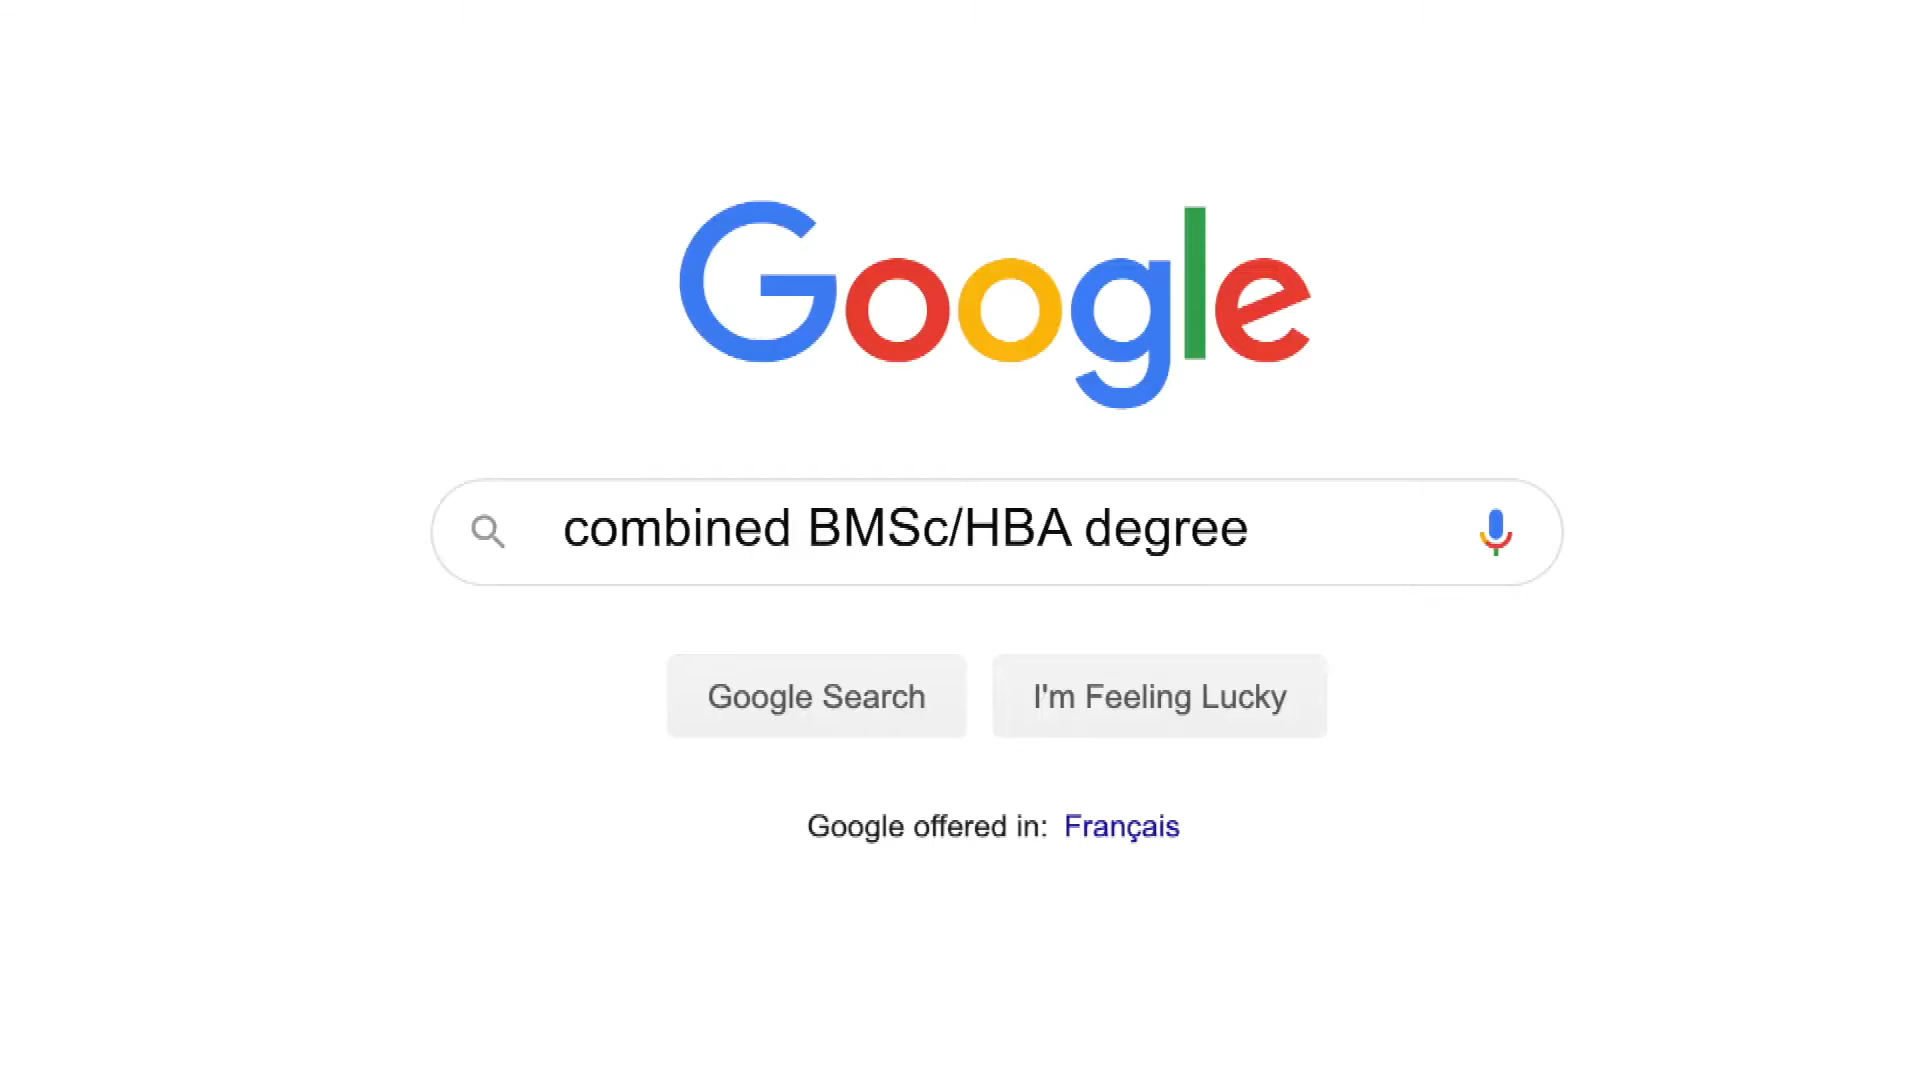 Google
combined BMSc/HBA degree
Google Search
I'm Feeling Lucky
Google offered in: Français